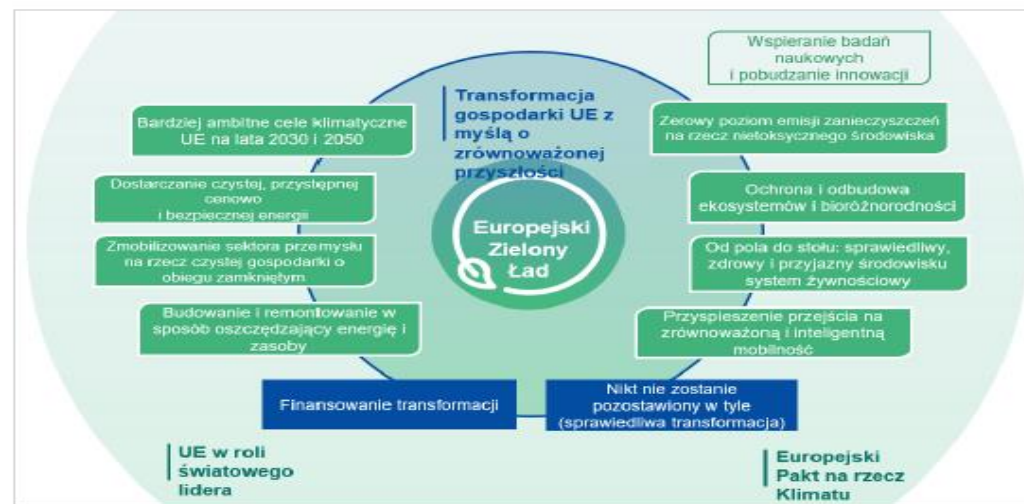 Wspieranie badań
naukowych
i pobudzanie innowacji
Transformacja
gospodarki UE z
myślą o
zrównoważonej
przyszłości
Bardziej ambitne cele klimatyczne
UE na lata 2030 i 2050
Zerowy poziom emisji zanieczyszczeń
na rzecz nietoksycznego środowiska
Dostarczanie czystej, przystępnej
cenowo
i bezpiecznej energii
Ochrona i odbudowa
ekosystemów i bioróżnorodności
Europejski
Zielony
Ład
Zmobilizowanie sektora przemysłu
na rzecz czystej gospodarki o
obiegu zamkniętym
Od pola do stołu: sprawiedliwy,
zdrowy i przyjazny środowisku
system żywnościowy
Budowanie i remontowanie w
sposób oszczędzający energię i
zasoby
Przyspieszenie przejścia na
zrównoważoną i inteligentną
mobilność
Finansowanie transformacji
Nikt nie zostanie
pozostawiony w tyle
(sprawiedliwa transformacja)
UE w roli
światowego
lidera
Europejski
Pakt na rzecz
Klimatu